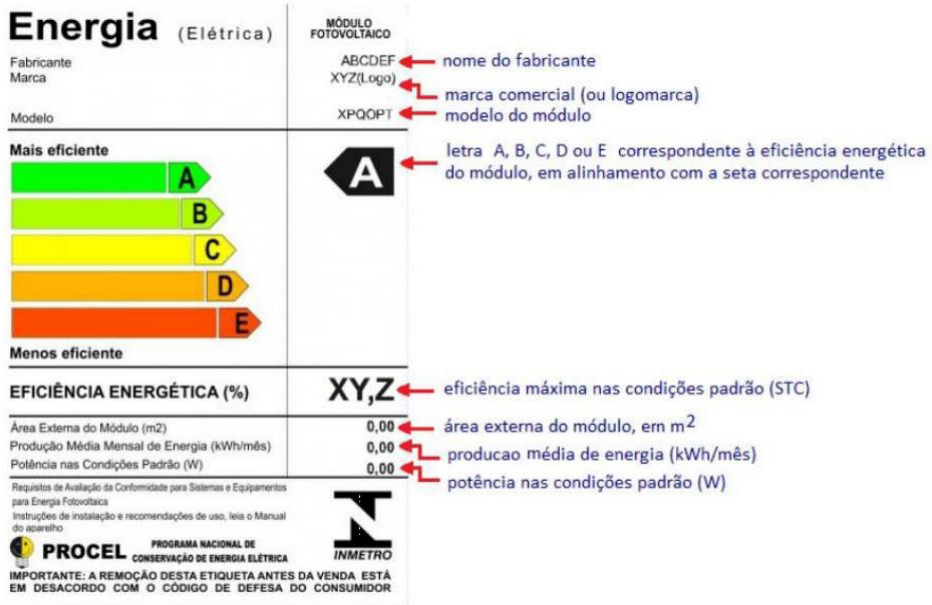 Energia (Elétrica)
MÓDULO
FOTOVOLTAICO
Fabricante ABCDEF nome do fabricante
Marca XYZ(Logo)
marca comercial (ou logomarca)
Modelo XPQOPT modelo do módulo
Mais eficiente
A
B
C
D
E
Menos eficiente
A
letra A, B, C, D ou E correspondente à eficiência energética
do módulo, em alinhamento com a seta correspondente
EFICIÊNCIA ENERGÉTICA (%) XY,Z eficiência máxima nas condições padrão (STC)
Área Externa do Módulo (m2) 0,00 área externa do módulo, em m2
Produção Média Mensal de Energia (kWh/mês) 0,00 producao média de energia (kWh/mês)
Potência nas Condições Padrão (W) 0,00 potência nas condições padrão (W)
Requisitos de Avaliação da Conformidade para Sistemas e Equipamentos
para Energia Fotovoltaica
Instruções de instalação e recomendações de uso, leia o Manual
do aparelho
PROCEL
PROGRAMA NACIONAL DE
CONSERVAÇÃO DE ENERGIA ELÉTRICA
INMETRO
IMPORTANTE: A REMOÇÃO DESTA ETIQUETA ANTES DA VENDA ESTÁ
EM DESACORDO COM O CÓDIGO DE DEFESA DO CONSUMIDOR